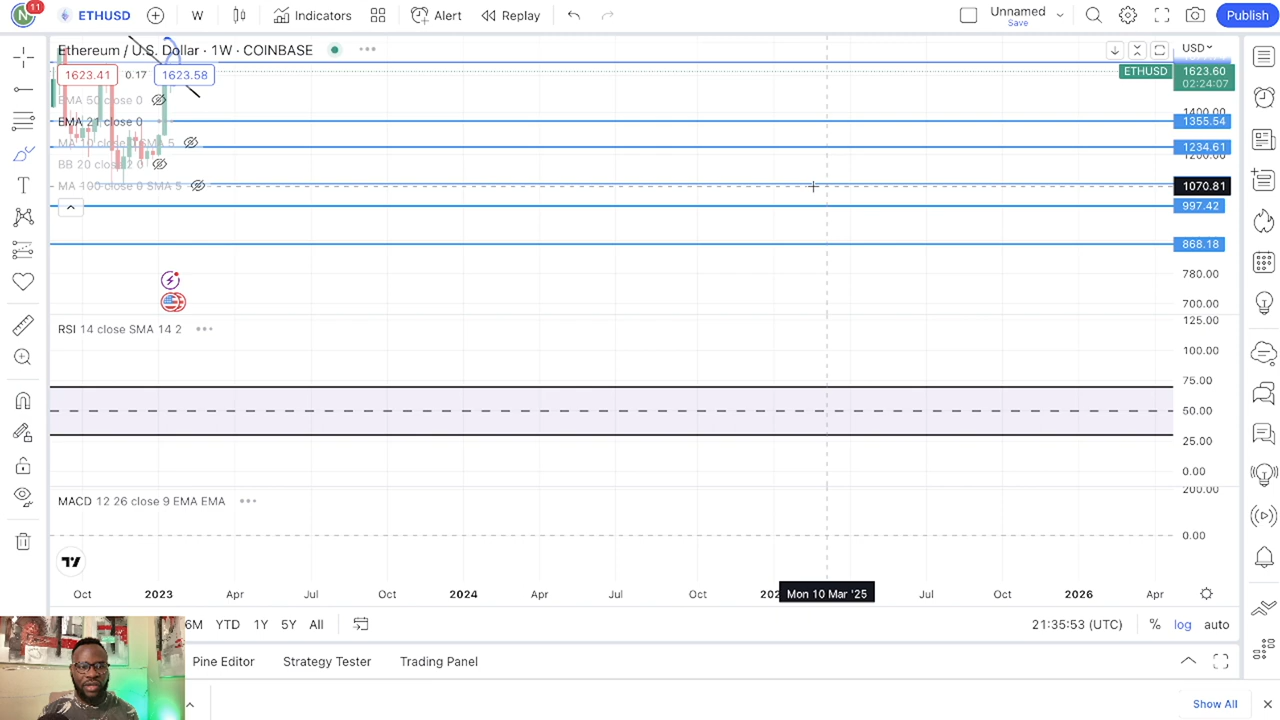 N 11 ETHUSD W Indicators Alert Replay Unnamed Save Publish
Ethereum / U.S. Dollar · 1W · COINBASE
USD
1623.41 0.17 1623.58
ETHUSD 1623.60
02:24:07
EMA 50 close 0
1400.00
EMA 21 close 0
1355.54
MA 10 close 0 SMA 5
1234.61
1200.00
BB 20 2 0
MA 100 close 0 SMA 5
1070.81
997.42
868.18
780.00
700.00
125.00
RSI 14 close SMA 14 2
100.00
75.00
50.00
25.00
0.00
200.00
MACD 12 26 close 9 EMA EMA
0.00
Oct 2023 Apr Jul Oct 2024 Apr Jul Oct Mon 10 Mar '25 Jul Oct 2026 Apr
6M YTD 1Y 5Y All 21:35:53 (UTC) % log auto
Pine Editor Strategy Tester Trading Panel
Show All